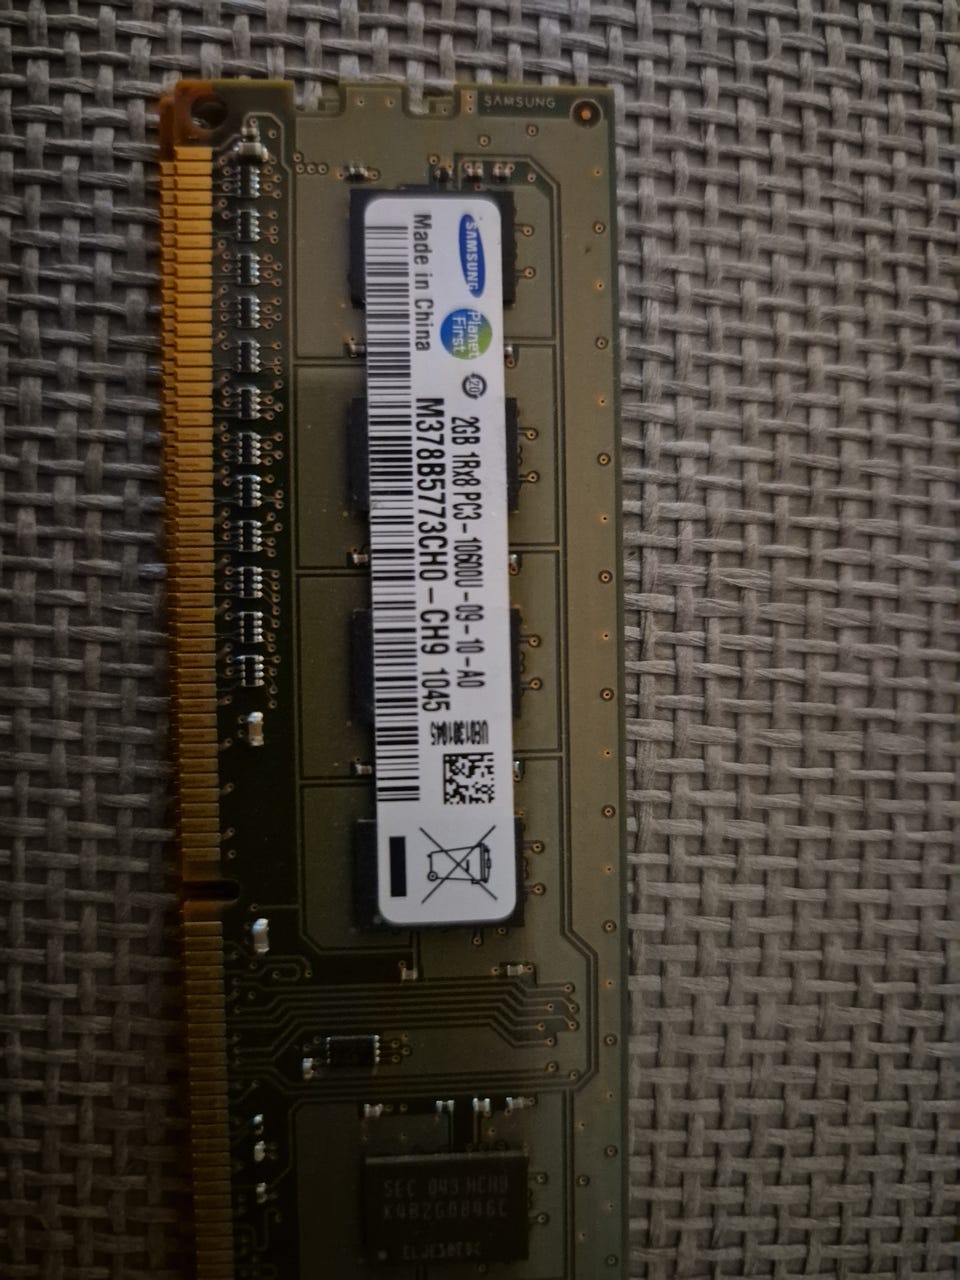 SAMSUNG
SAMSUNG
Planet
First
20
2GB 1Rx8 PC3-10600U-09-10-A0
Made in China
M378B5773CH0-CH9 1045
SEC 043 HCH9
K4B2G0846C